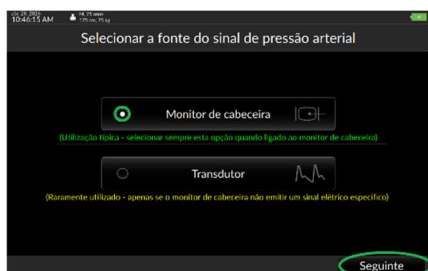 10:46:15 AM
Selecionar a fonte do sinal de pressão arterial
Monitor de cabeceira
(Utilização típica - selecionar sempre esta opção quando ligado ao monitor de cabeceira)
Transdutor
(Raramente utilizado - apenas se o monitor de cabeceira não emitir um sinal elétrico específico)
Seguinte